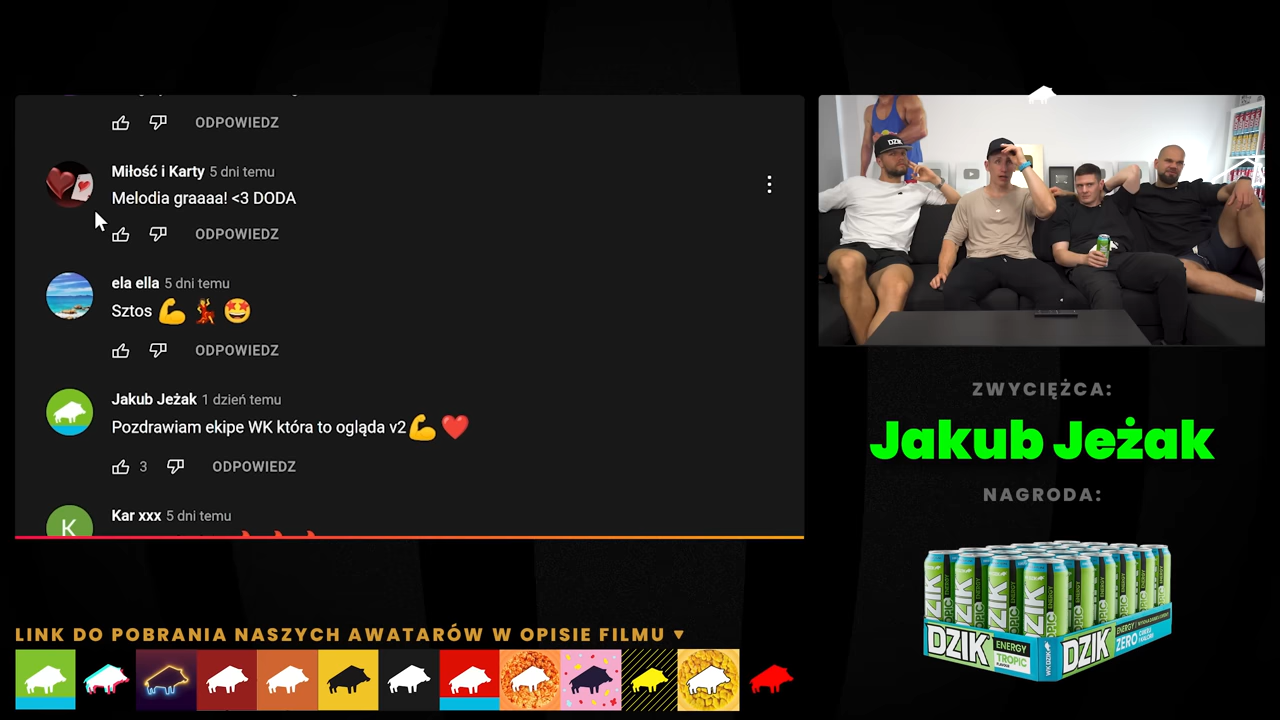 ODPOWIEDZ
Miłość i Karty 5 dni temu
Melodia graaaa! <3 DODA
ODPOWIEDZ
ela ella 5 dni temu
Sztos 💪 💃 🤩
ODPOWIEDZ
Jakub Jeżak 1 dzień temu
Pozdrawiam ekipe WK która to ogląda v2💪❤️
3 ODPOWIEDZ
K
Kar xxx 5 dni temu
DZIK
ZWYCIĘZCA:
Jakub Jeżak
NAGRODA:
DZIK ENERGY TROPIC
DZIK ENERGY
ZERO
LINK DO POBRANIA NASZYCH AWATARÓW W OPISIE FILMU ▼